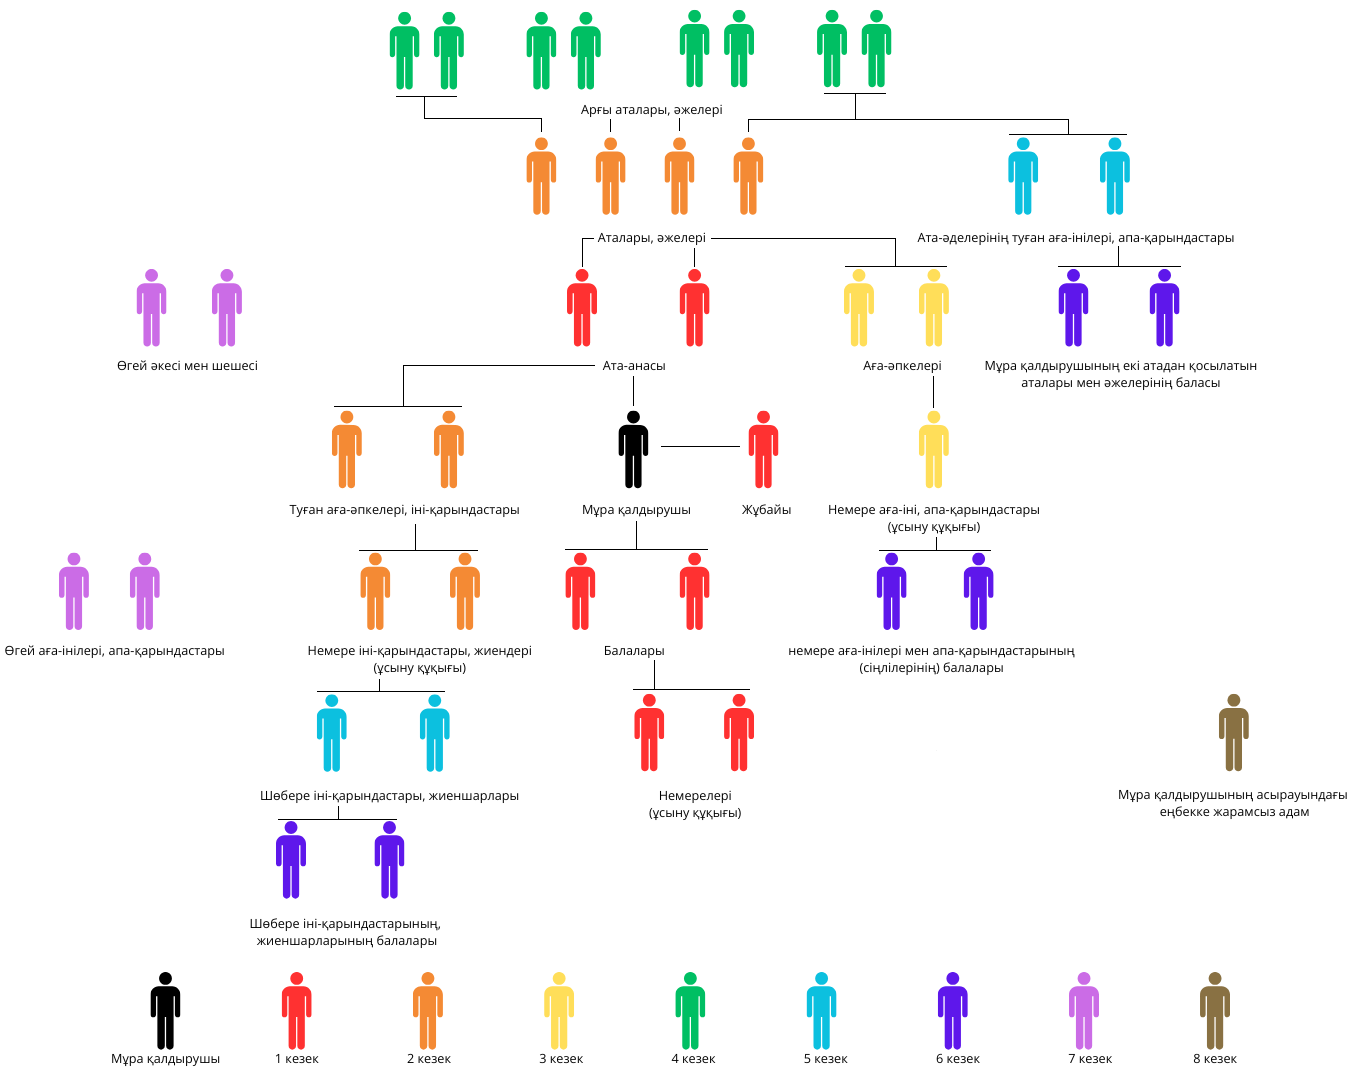 Арғы аталары, әжелері
Аталары, әжелері
Ата-әделерінің туған аға-інілері, апа-қарындастары
Өгей әкесі мен шешесі
Ата-анасы
Аға-әпкелері
Мұра қалдырушының екі атадан қосылатын
аталары мен әжелерінің баласы
Туған аға-әпкелері, іні-қарындастары
Мұра қалдырушы
Жұбайы
Немере аға-іні, апа-қарындастары
(ұсыну құқығы)
Өгей аға-інілері, апа-қарындастары
Немере іні-қарындастары, жиендері
(ұсыну құқығы)
Балалары
немере аға-інілері мен апа-қарындастарының
(сіңлілерінің) балалары
Шөбере іні-қарындастары, жиеншарлары
Немерелері
(ұсыну құқығы)
Мұра қалдырушының асырауындағы
еңбекке жарамсыз адам
Шөбере іні-қарындастарының,
жиеншарларының балалары
Мұра қалдырушы
1 кезек
2 кезек
3 кезек
4 кезек
5 кезек
6 кезек
7 кезек
8 кезек